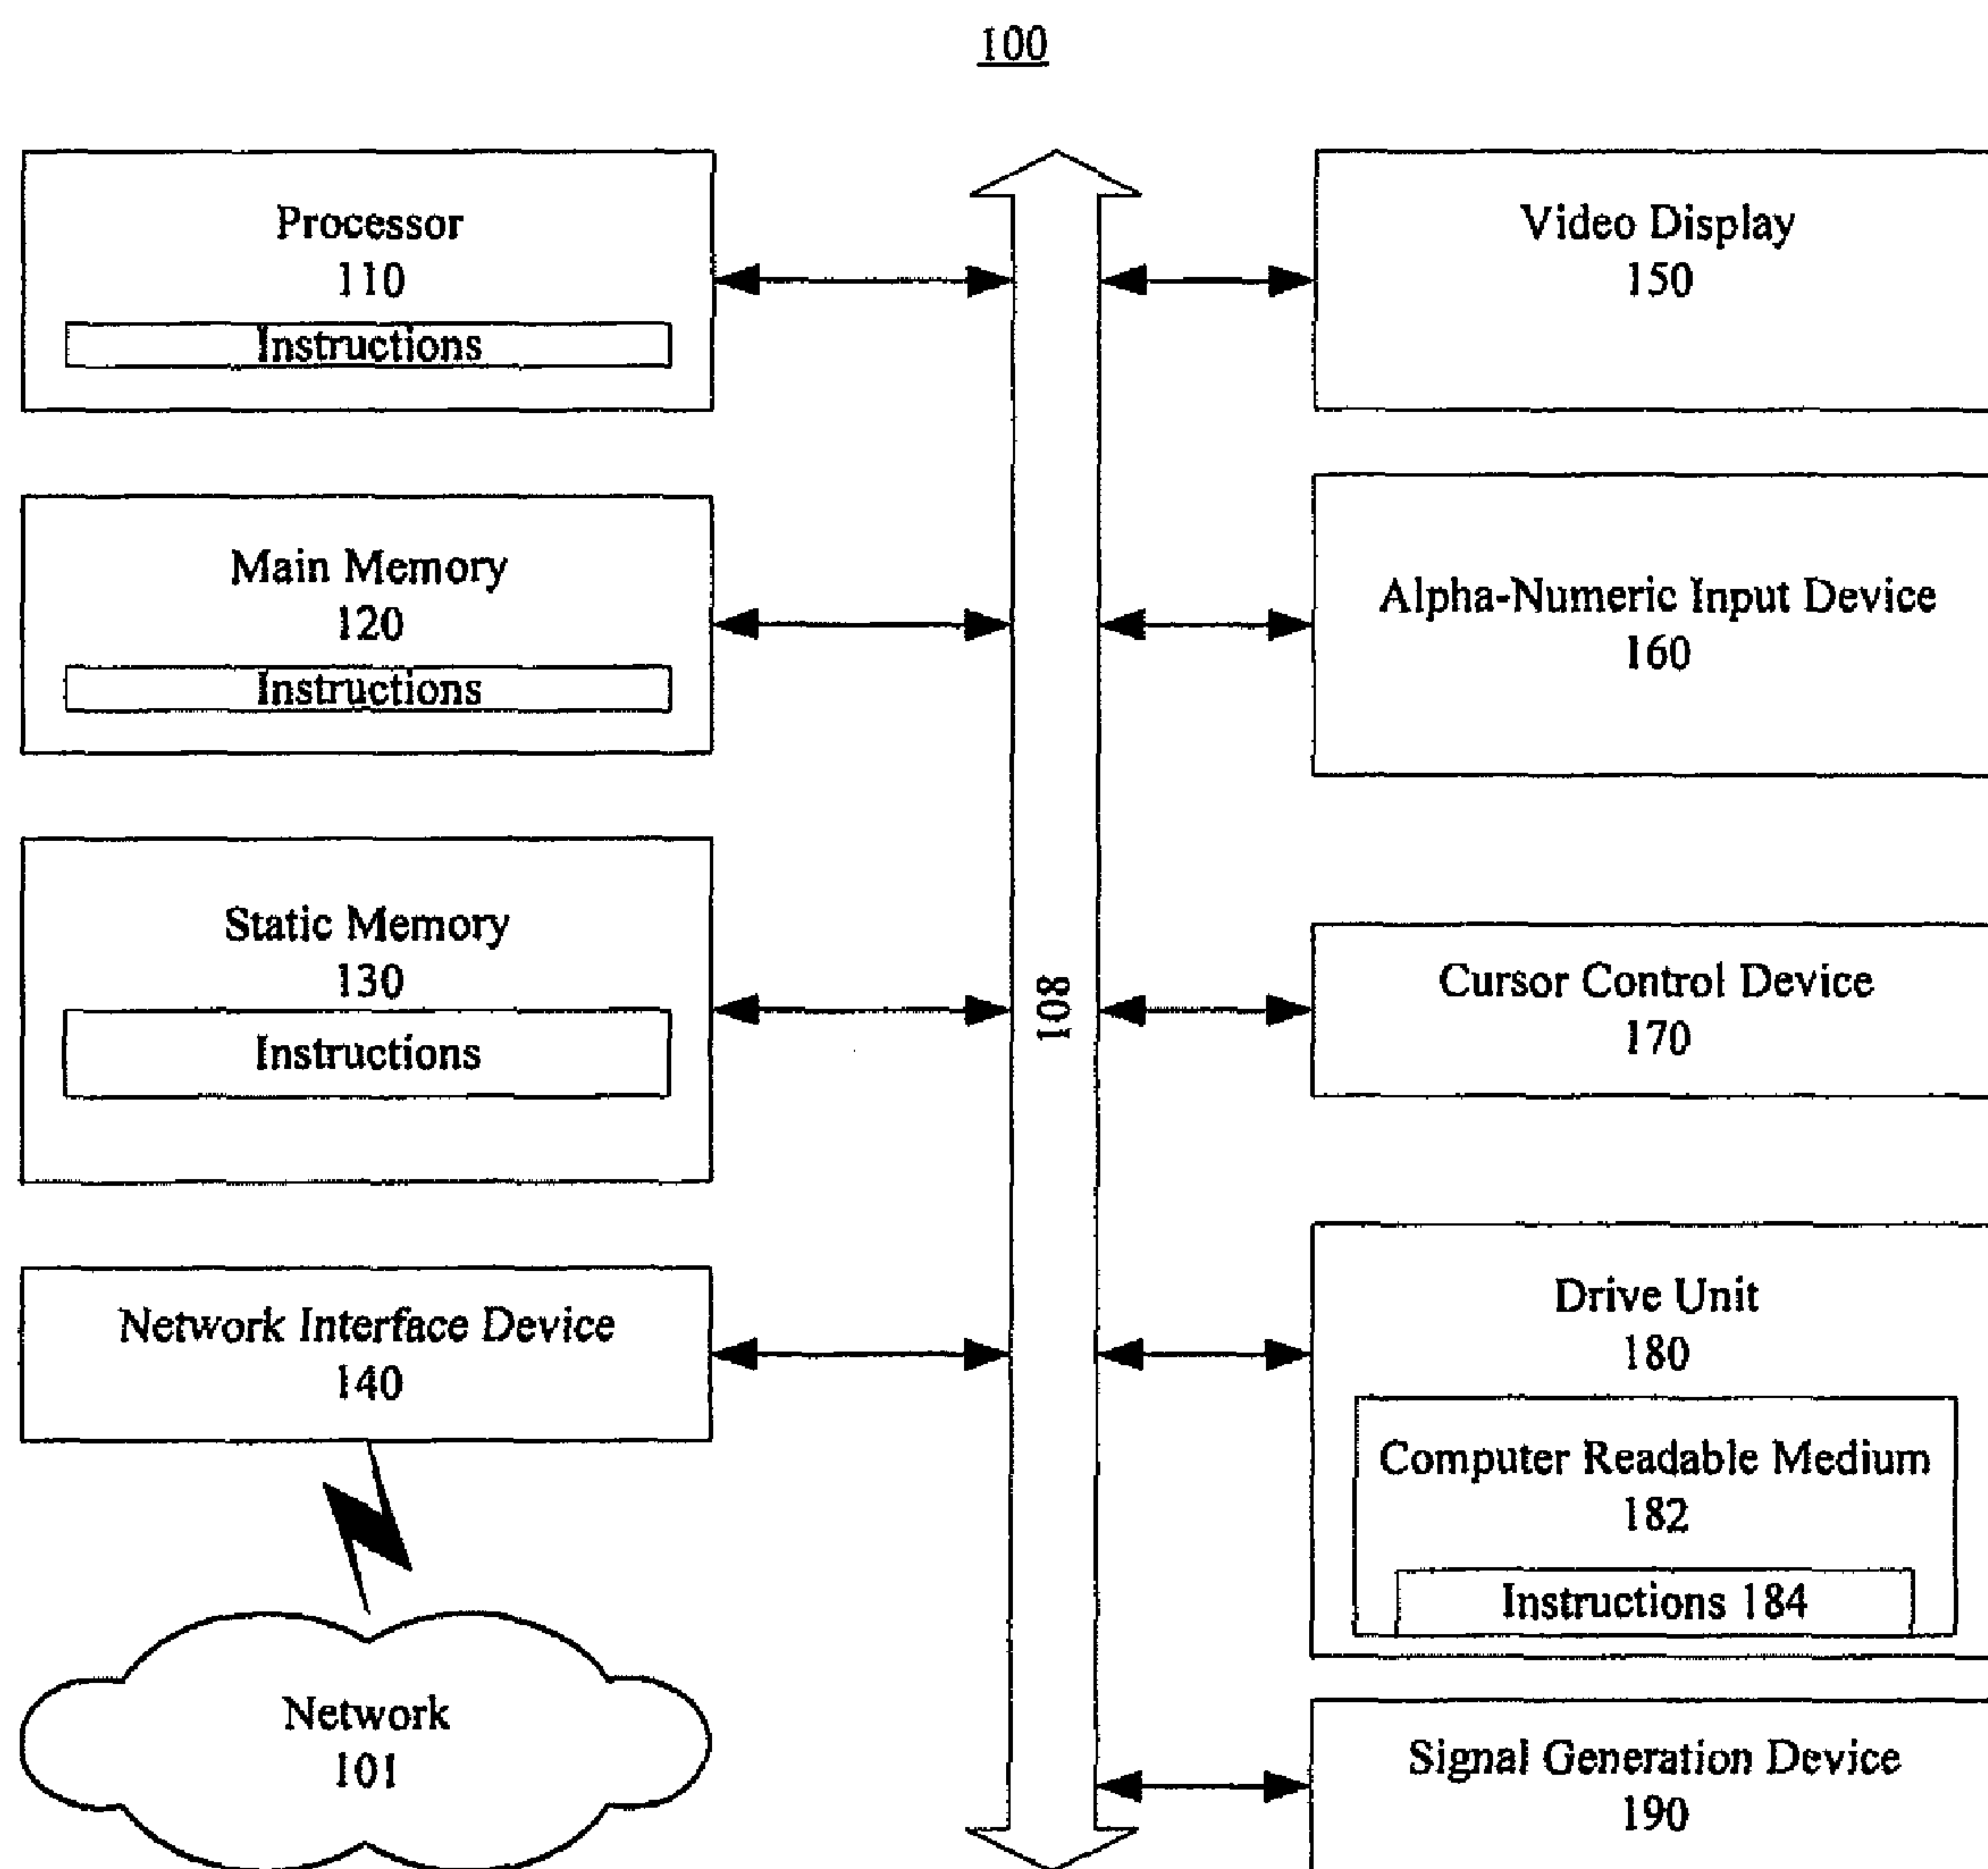 100
Processor
110
Instructions
Main Memory
120
Instructions
Static Memory
130
Instructions
Network Interface Device
140
Network
101
108
Video Display
150
Alpha-Numeric Input Device
160
Cursor Control Device
170
Drive Unit
180
Computer Readable Medium
182
Instructions 184
Signal Generation Device
190